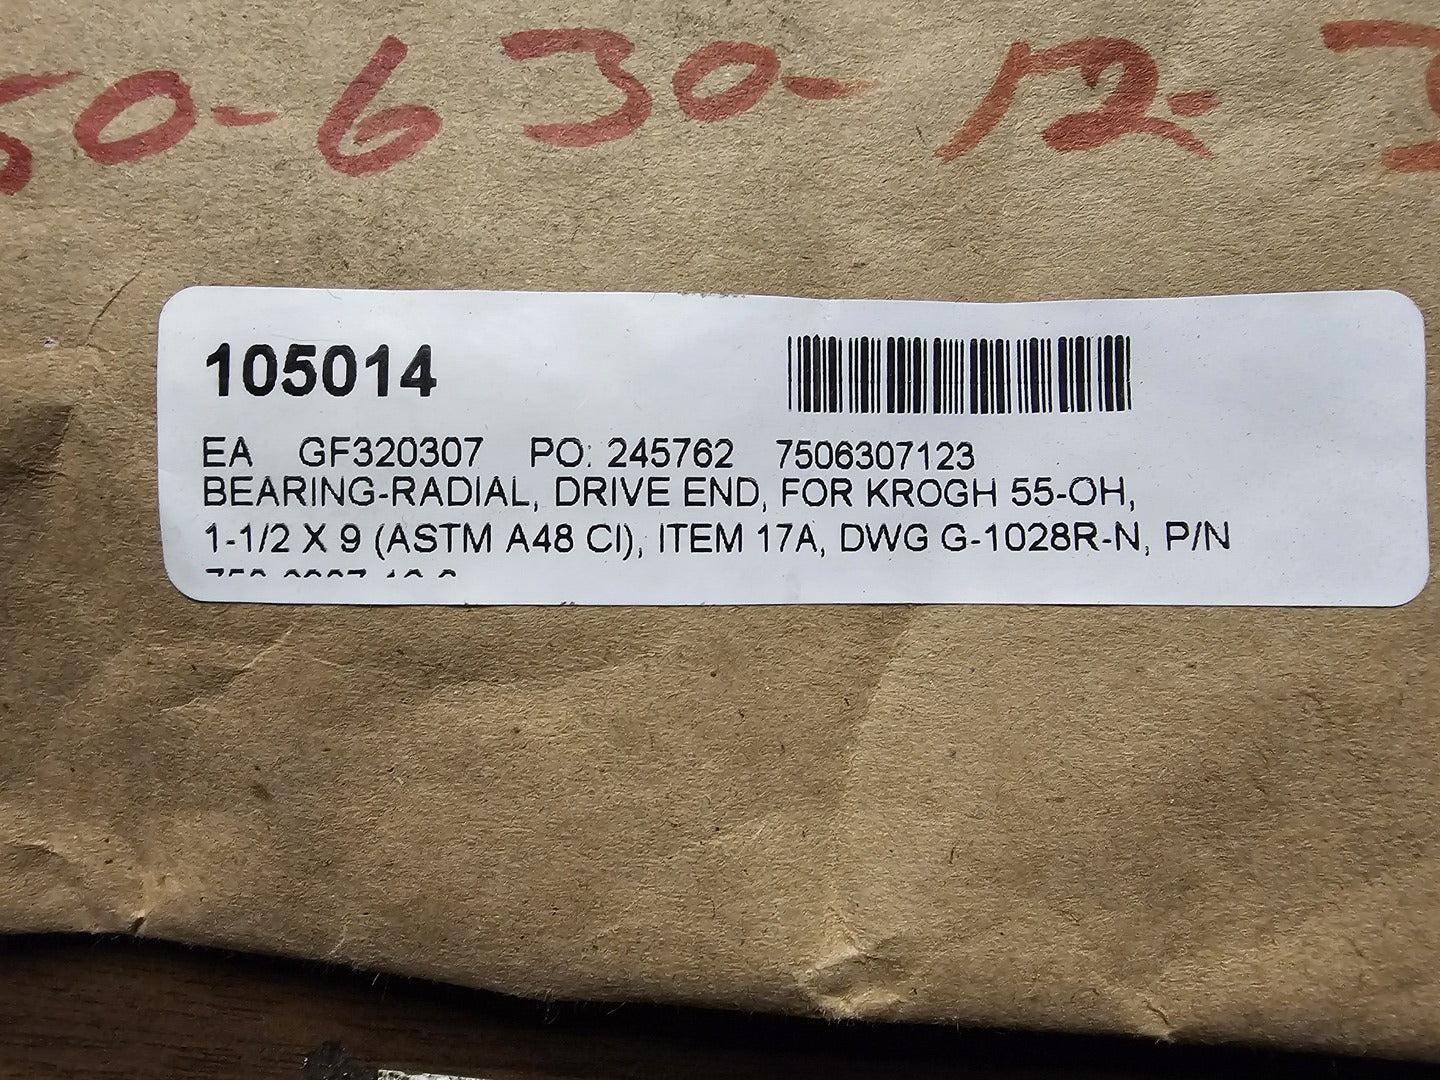 50-630-12-
105014
EA GF320307 PO: 245762 7506307123
BEARING-RADIAL, DRIVE END, FOR KROGH 55-OH,
1-1/2 X 9 (ASTM A48 CI), ITEM 17A, DWG G-1028R-N, P/N